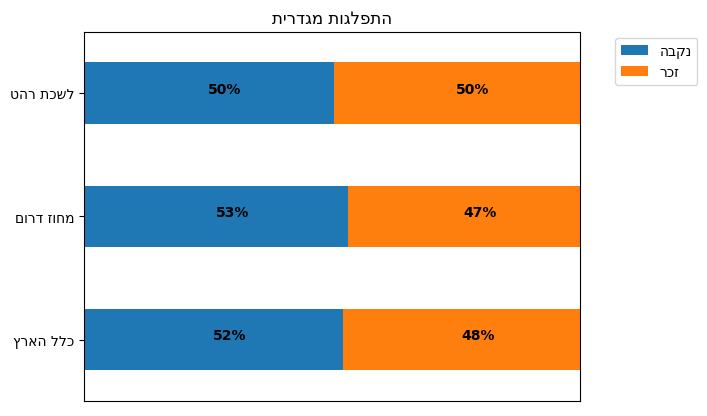 התפלגות מגדרית
נקבה
זכר
לשכת רהט
50%
50%
מחוז דרום
53%
47%
כלל הארץ
52%
48%